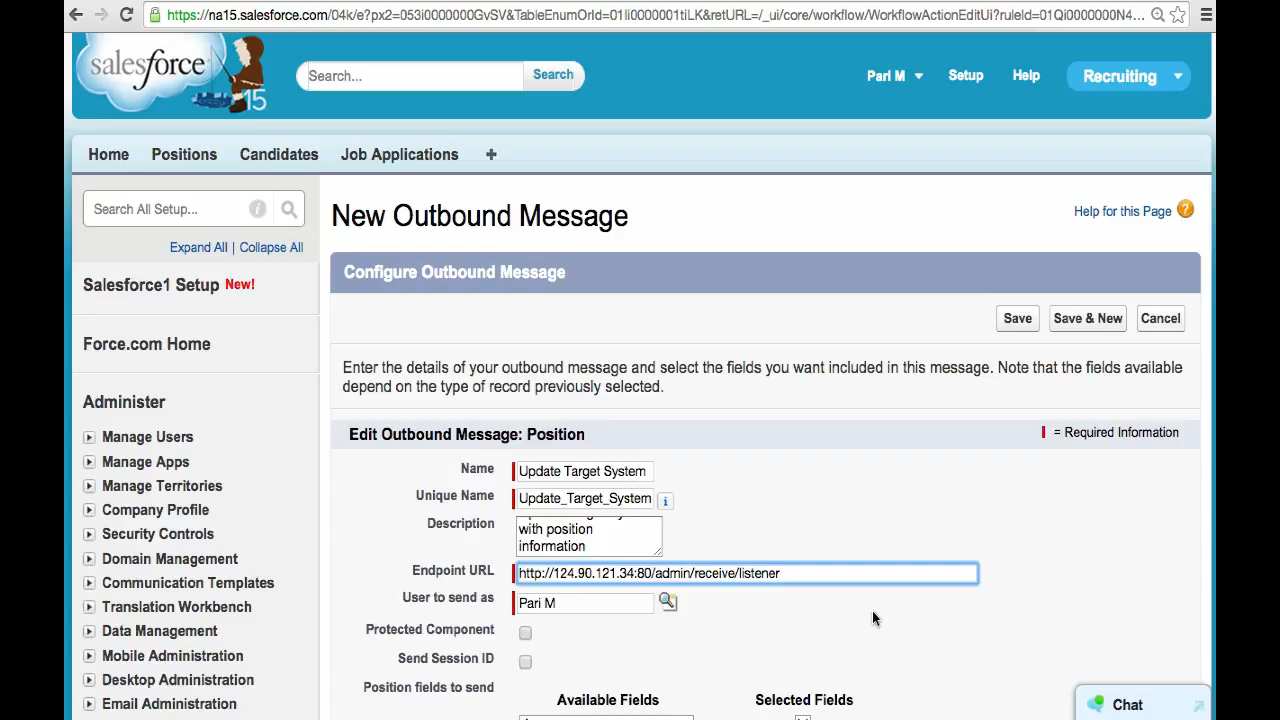 https://na15.salesforce.com/04k/e?px2=053i0000000GvSV&TableEnumOrId=01Ii0000001tiLK&retURL=/_ui/core/workflow/WorkflowActionEditUi?ruleId=01Qi0000000N4...
salesforce
15
Search...
Search
Pari M
Setup
Help
Recruiting
Home
Positions
Candidates
Job Applications
+
Search All Setup...
i
Expand All | Collapse All
Salesforce1 Setup New!
Force.com Home
Administer
Manage Users
Manage Apps
Manage Territories
Company Profile
Security Controls
Domain Management
Communication Templates
Translation Workbench
Data Management
Mobile Administration
Desktop Administration
Email Administration
New Outbound Message
Help for this Page ?
Configure Outbound Message
Save
Save & New
Cancel
Enter the details of your outbound message and select the fields you want included in this message. Note that the fields available
depend on the type of record previously selected.
Edit Outbound Message: Position
= Required Information
Name
Update Target System
Unique Name
Update_Target_System
i
Description
with position
information
Endpoint URL
http://124.90.121.34:80/admin/receive/listener
User to send as
Pari M
Protected Component
Send Session ID
Position fields to send
Available Fields
Selected Fields
Chat